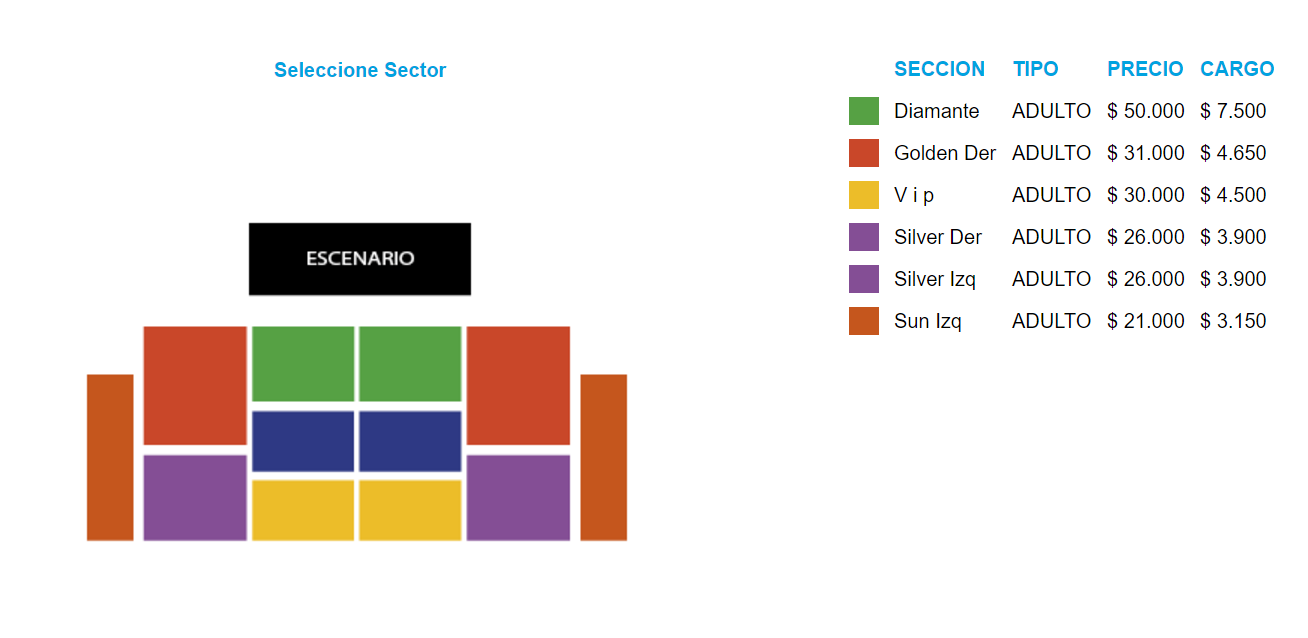 Seleccione Sector
ESCENARIO
SECCION TIPO PRECIO CARGO
Diamante ADULTO $ 50.000 $ 7.500
Golden Der ADULTO $ 31.000 $ 4.650
V i p ADULTO $ 30.000 $ 4.500
Silver Der ADULTO $ 26.000 $ 3.900
Silver Izq ADULTO $ 26.000 $ 3.900
Sun Izq ADULTO $ 21.000 $ 3.150